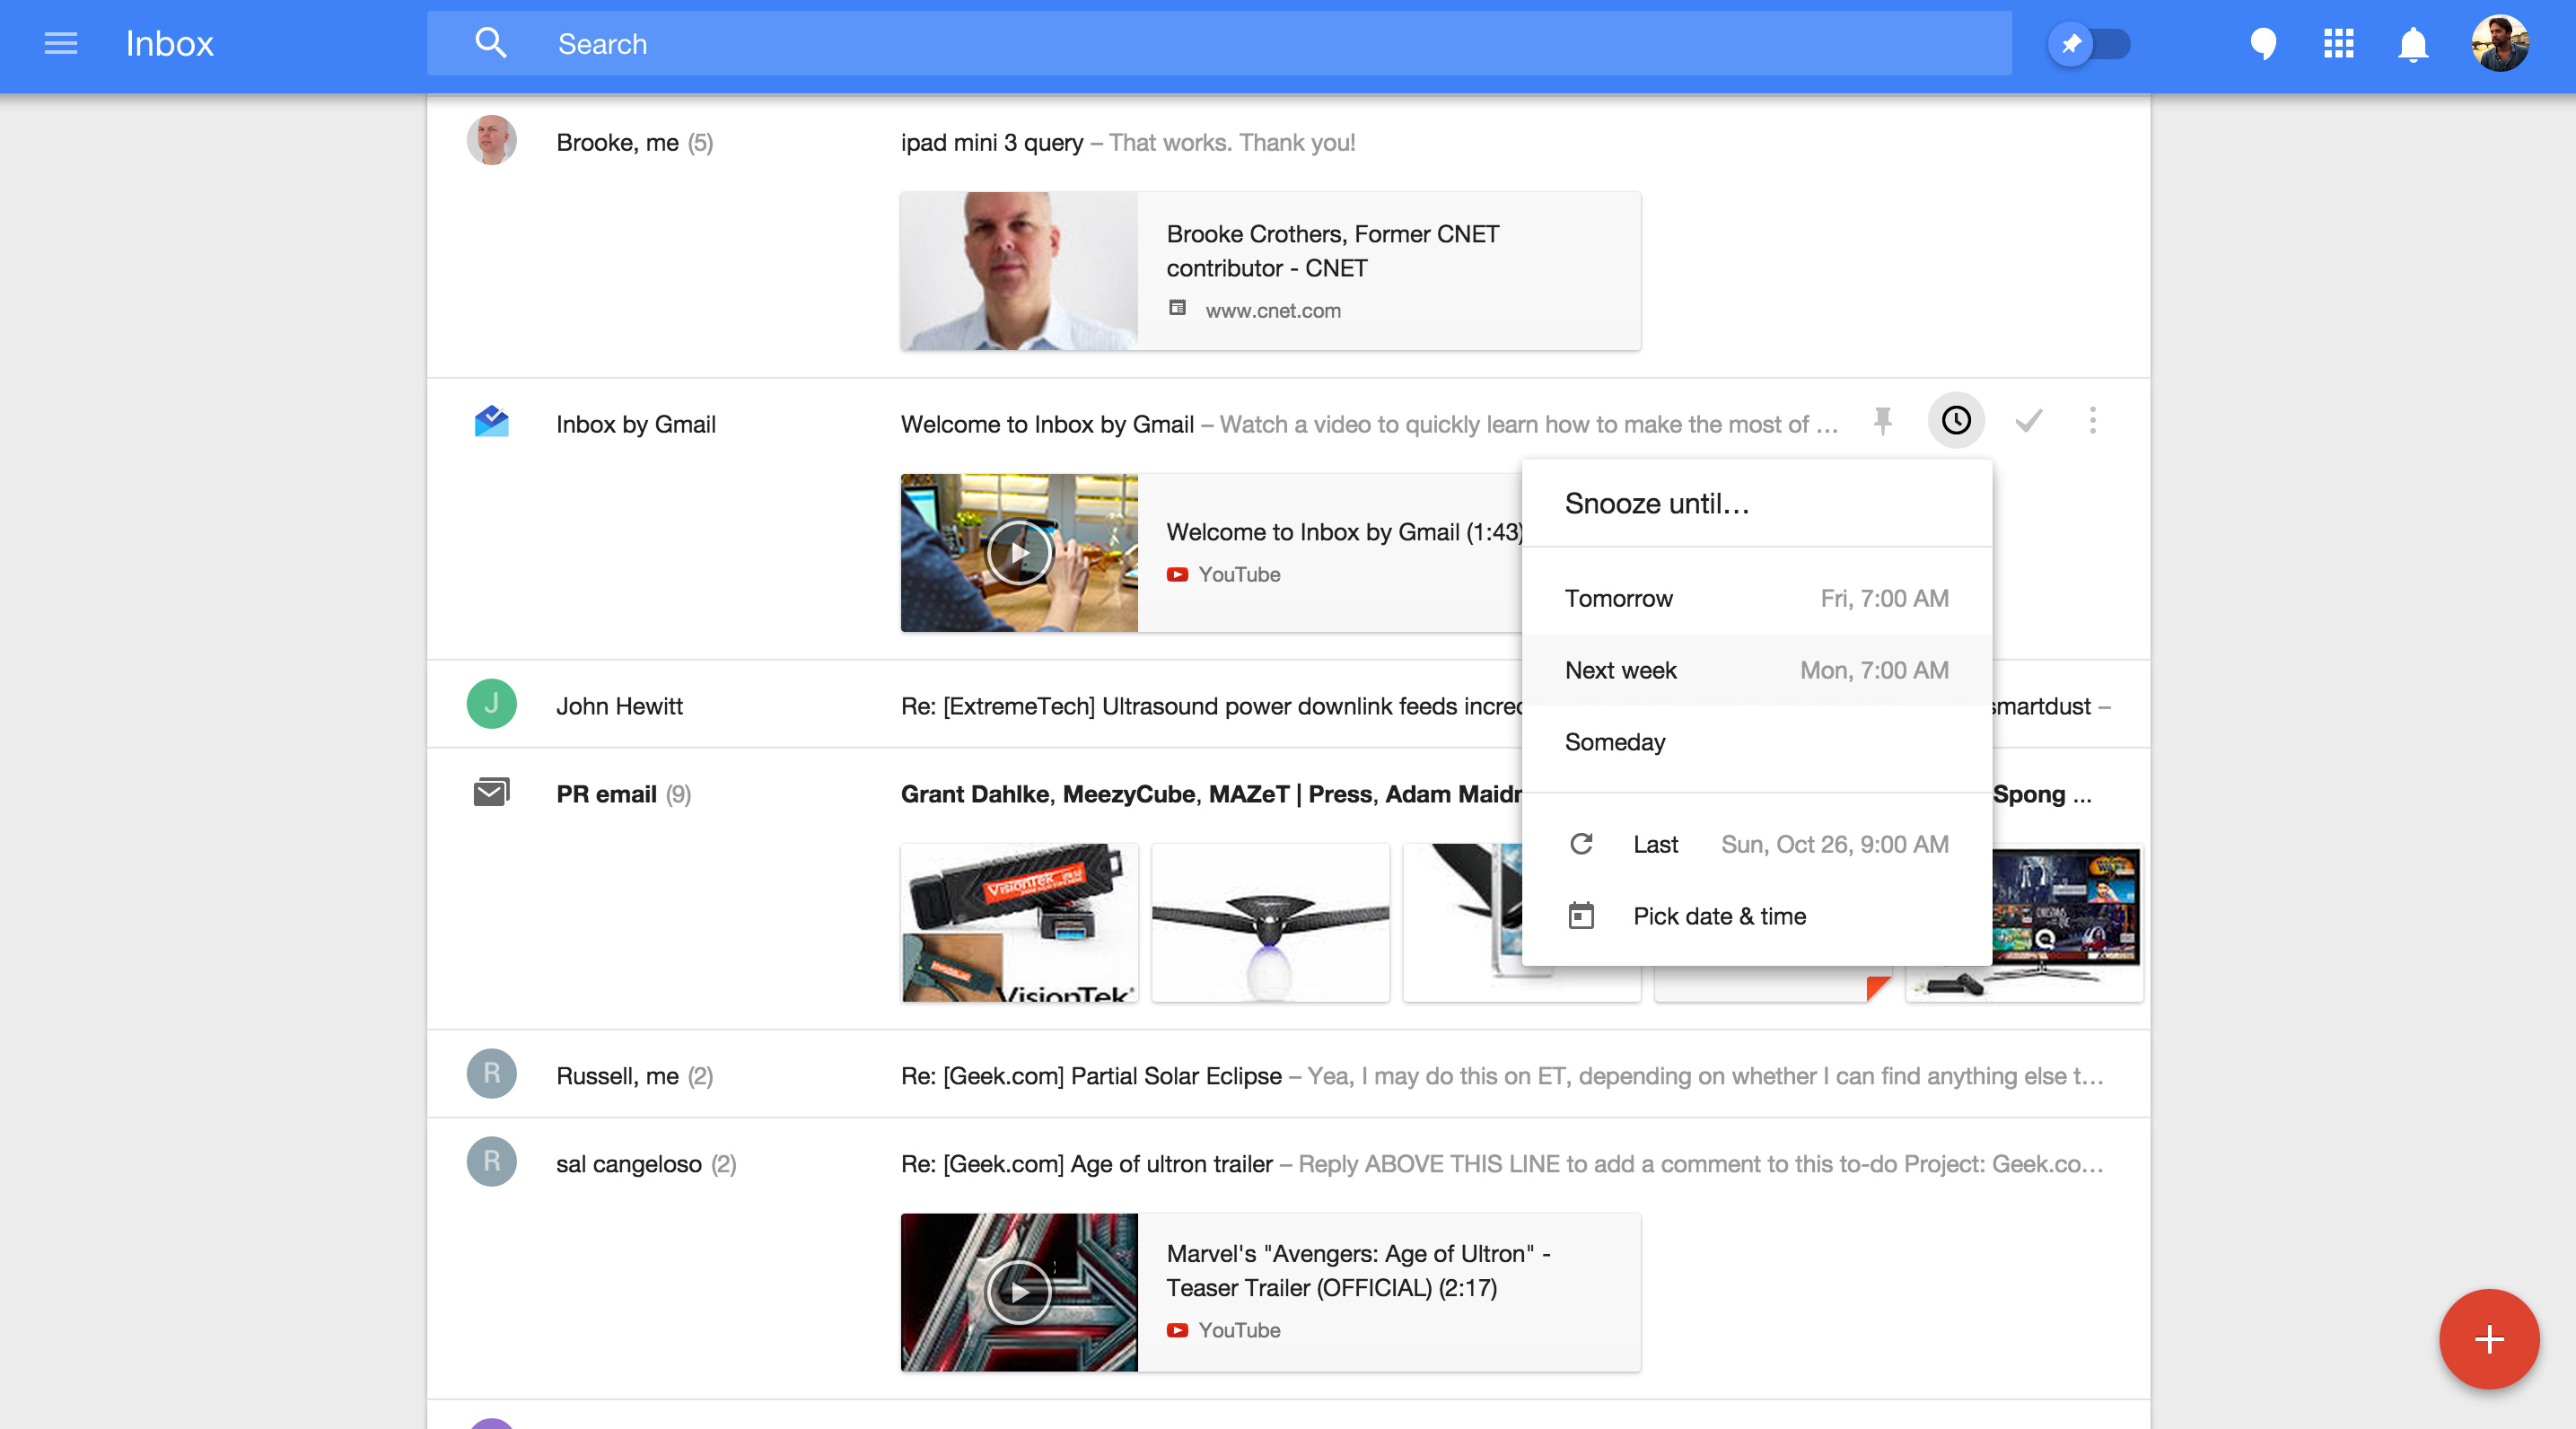 Inbox
Search
Brooke, me (5)
ipad mini 3 query – That works. Thank you!
Brooke Crothers, Former CNET
contributor - CNET
www.cnet.com
Inbox by Gmail
Welcome to Inbox by Gmail – Watch a video to quickly learn how to make the most of ...
Welcome to Inbox by Gmail (1:43)
YouTube
Snooze until...
Tomorrow Fri, 7:00 AM
Next week Mon, 7:00 AM
Someday
Last Sun, Oct 26, 9:00 AM
Pick date & time
J
John Hewitt
Re: [ExtremeTech] Ultrasound power downlink feeds incre smartdust –
PR email (9)
Grant Dahlke, MeezyCube, MAZeT | Press, Adam Maidn Spong ...
VisionTek
VisionTek
R
Russell, me (2)
Re: [Geek.com] Partial Solar Eclipse – Yea, I may do this on ET, depending on whether I can find anything else t...
R
sal cangeloso (2)
Re: [Geek.com] Age of ultron trailer – Reply ABOVE THIS LINE to add a comment to this to-do Project: Geek.co...
Marvel's "Avengers: Age of Ultron" -
Teaser Trailer (OFFICIAL) (2:17)
YouTube